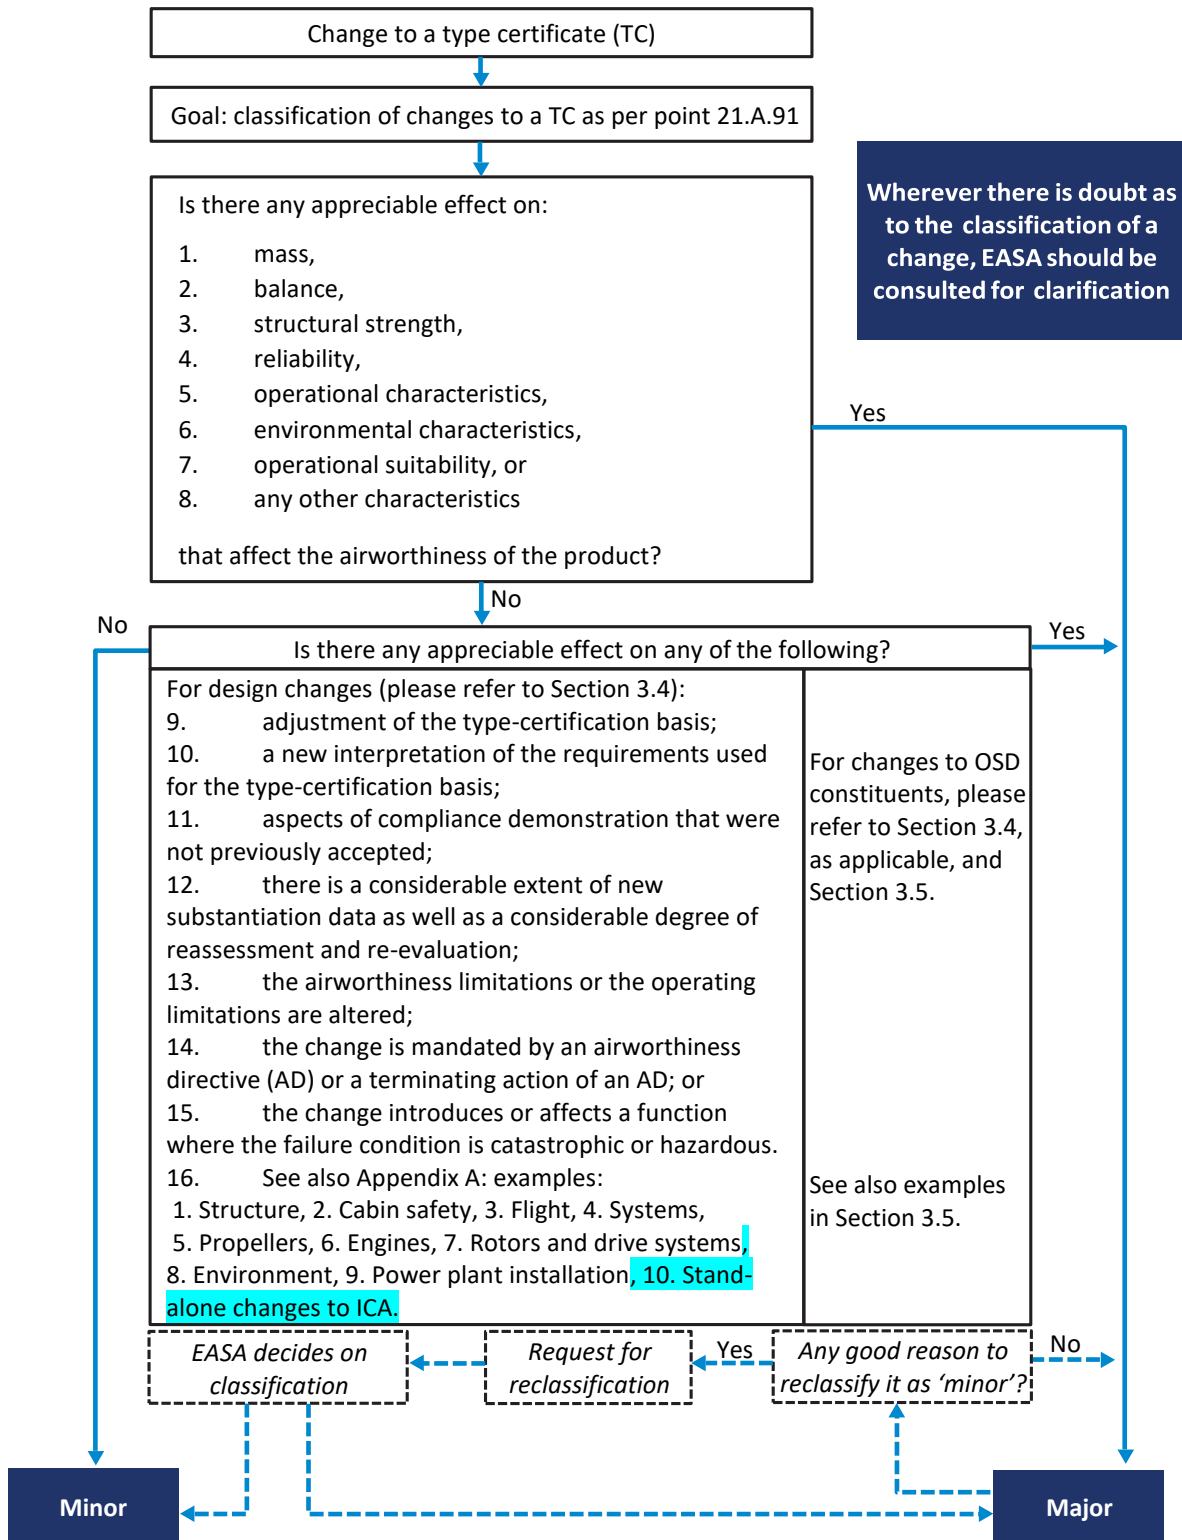 Change to a type certificate (TC)
Goal: classification of changes to a TC as per point 21.A.91
Wherever there is doubt as
to the classification of a
change, EASA should be
consulted for clarification
Is there any appreciable effect on:
1. mass,
2. balance,
3. structural strength,
4. reliability,
5. operational characteristics,
6. environmental characteristics,
7. operational suitability, or
8. any other characteristics
that affect the airworthiness of the product?
Yes
No
No
Is there any appreciable effect on any of the following?
Yes
For design changes (please refer to Section 3.4):
9. adjustment of the type-certification basis;
10. a new interpretation of the requirements used
for the type-certification basis;
11. aspects of compliance demonstration that were
not previously accepted;
12. there is a considerable extent of new
substantiation data as well as a considerable degree of
reassessment and re-evaluation;
13. the airworthiness limitations or the operating
limitations are altered;
14. the change is mandated by an airworthiness
directive (AD) or a terminating action of an AD; or
15. the change introduces or affects a function
where the failure condition is catastrophic or hazardous.
16. See also Appendix A: examples:
1. Structure, 2. Cabin safety, 3. Flight, 4. Systems,
5. Propellers, 6. Engines, 7. Rotors and drive systems,
8. Environment, 9. Power plant installation, 10. Stand-
alone changes to ICA.
For changes to OSD
constituents, please
refer to Section 3.4,
as applicable, and
Section 3.5.
See also examples
in Section 3.5.
EASA decides on
classification
Request for
reclassification
Yes
Any good reason to
reclassify it as ‘minor’?
No
Minor
Major